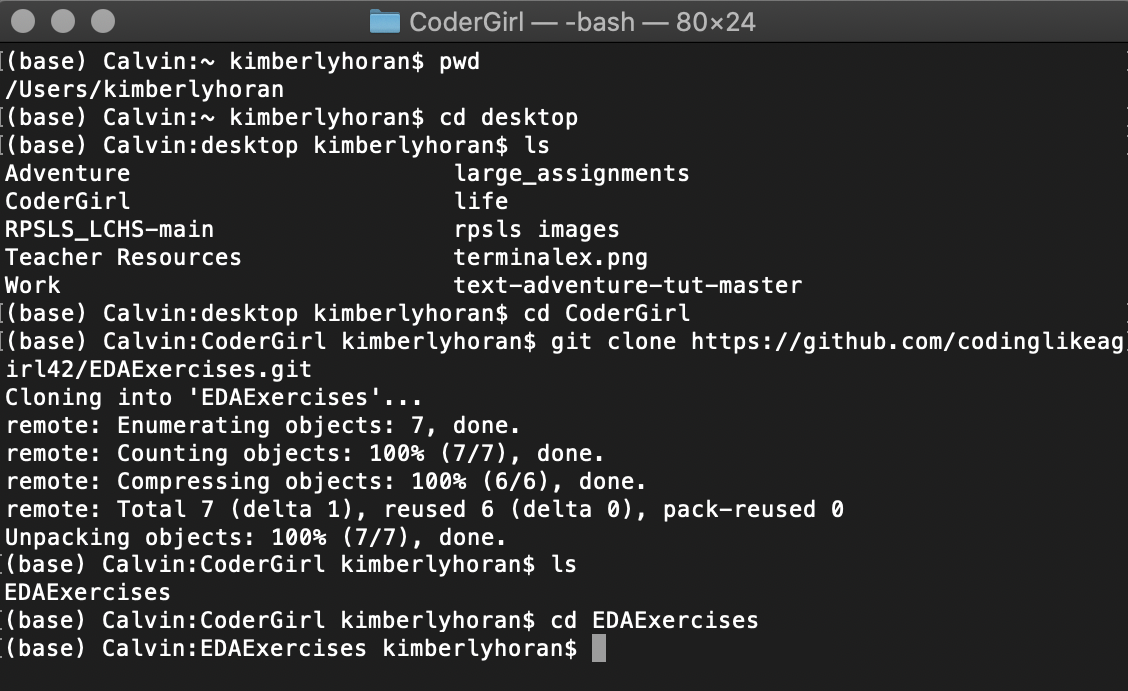 CoderGirl — -bash — 80×24
(base) Calvin:~ kimberlyhoran$ pwd
/Users/kimberlyhoran
(base) Calvin:~ kimberlyhoran$ cd desktop
(base) Calvin:desktop kimberlyhoran$ ls
Adventure large_assignments
CoderGirl life
RPSLS_LCHS-main rpsls images
Teacher Resources terminalex.png
Work text-adventure-tut-master
(base) Calvin:desktop kimberlyhoran$ cd CoderGirl
(base) Calvin:CoderGirl kimberlyhoran$ git clone https://github.com/codinglikeag
irl42/EDAExercises.git
Cloning into 'EDAExercises'...
remote: Enumerating objects: 7, done.
remote: Counting objects: 100% (7/7), done.
remote: Compressing objects: 100% (6/6), done.
remote: Total 7 (delta 1), reused 6 (delta 0), pack-reused 0
Unpacking objects: 100% (7/7), done.
(base) Calvin:CoderGirl kimberlyhoran$ ls
EDAExercises
(base) Calvin:CoderGirl kimberlyhoran$ cd EDAExercises
(base) Calvin:EDAExercises kimberlyhoran$